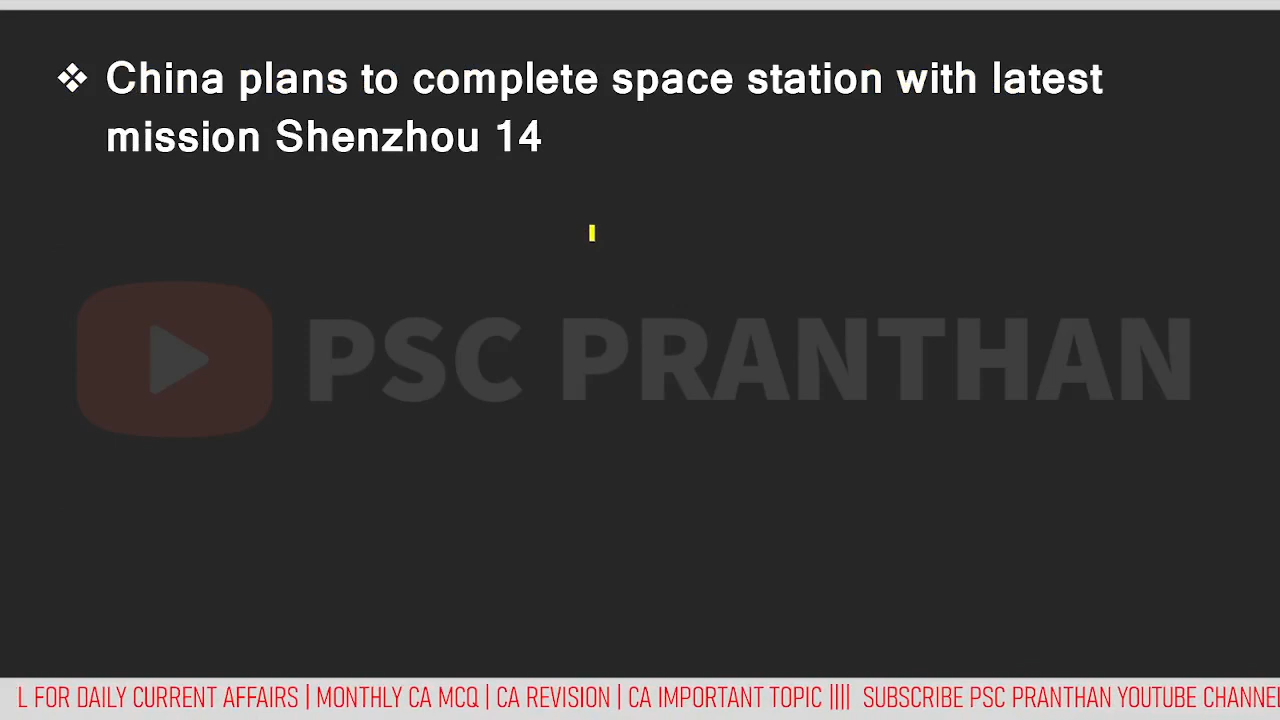 ❖ China plans to complete space station with latest
mission Shenzhou 14
PSC PRANTHAN
L FOR DAILY CURRENT AFFAIRS | MONTHLY CA MCQ | CA REVISION | CA IMPORTANT TOPIC |||| SUBSCRIBE PSC PRANTHAN YOUTUBE CHANNEL